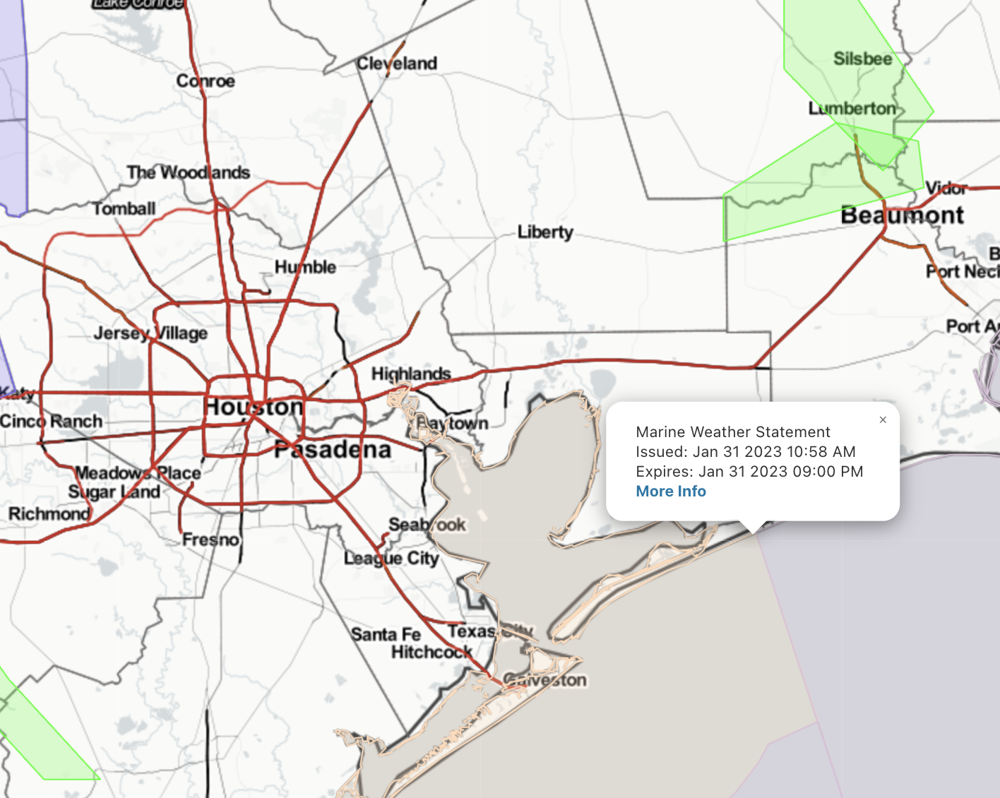 Lake Conroe
Cleveland
Silsbee
Conroe
Lumberton
The Woodlands
Vidor
Tomball
Beaumont
Liberty
Humble
Port Nec
Jersey Village
Port A
Highlands
Katy
Houston
Cinco Ranch
Baytown
×
Marine Weather Statement
Issued: Jan 31 2023 10:58 AM
Expires: Jan 31 2023 09:00 PM
More Info
Pasadena
Meadows Place
Sugar Land
Richmond
Seabrook
Fresno
League City
Santa Fe
Texas City
Hitchcock
Galveston